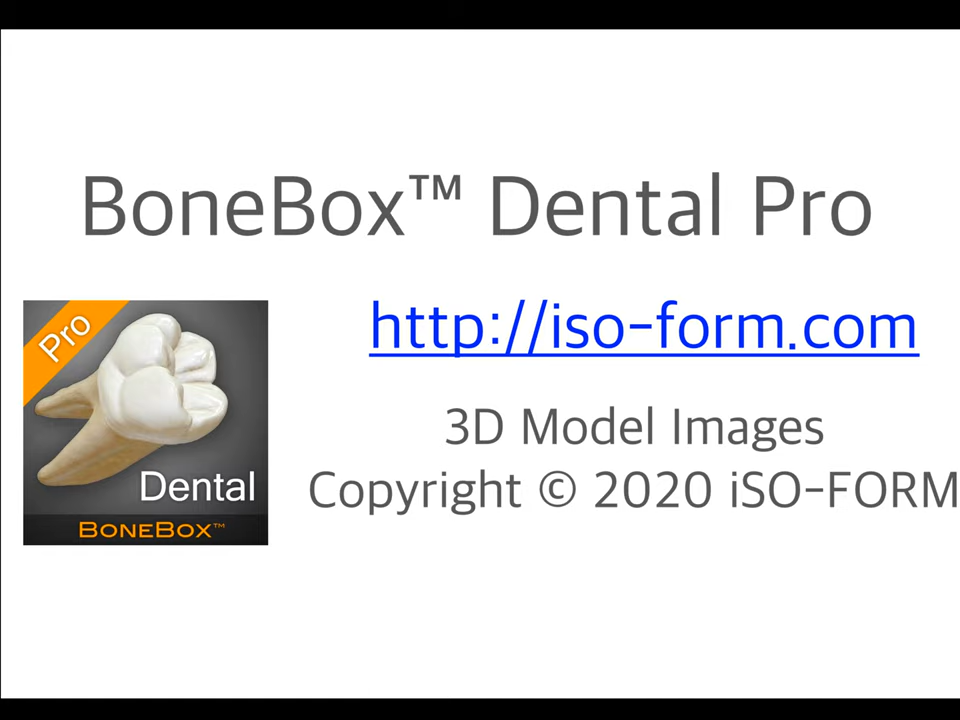 BoneBox™ Dental Pro
Pro
Dental
BONEBOX™
http://iso-form.com
3D Model Images
Copyright © 2020 iSO-FORM